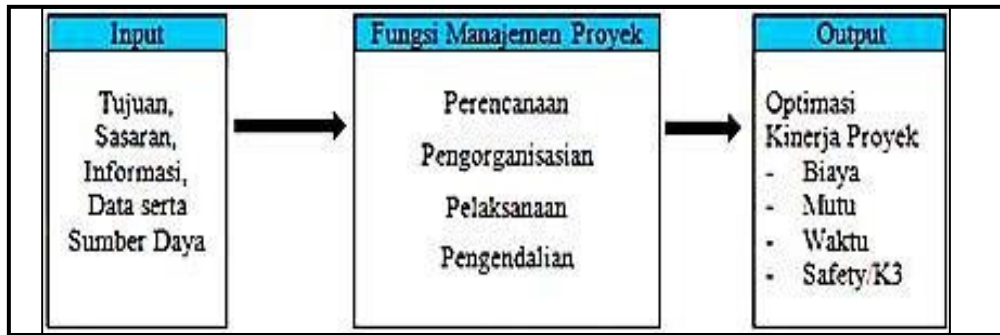 Input
Tujuan,
Sasaran,
Informasi,
Data serta
Sumber Daya
Fungsi Manajemen Proyek
Perencanaan
Pengorganisasian
Pelaksanaan
Pengendalian
Output
Optimasi
Kinerja Proyek
- Biaya
- Mutu
- Waktu
- Safety/K3